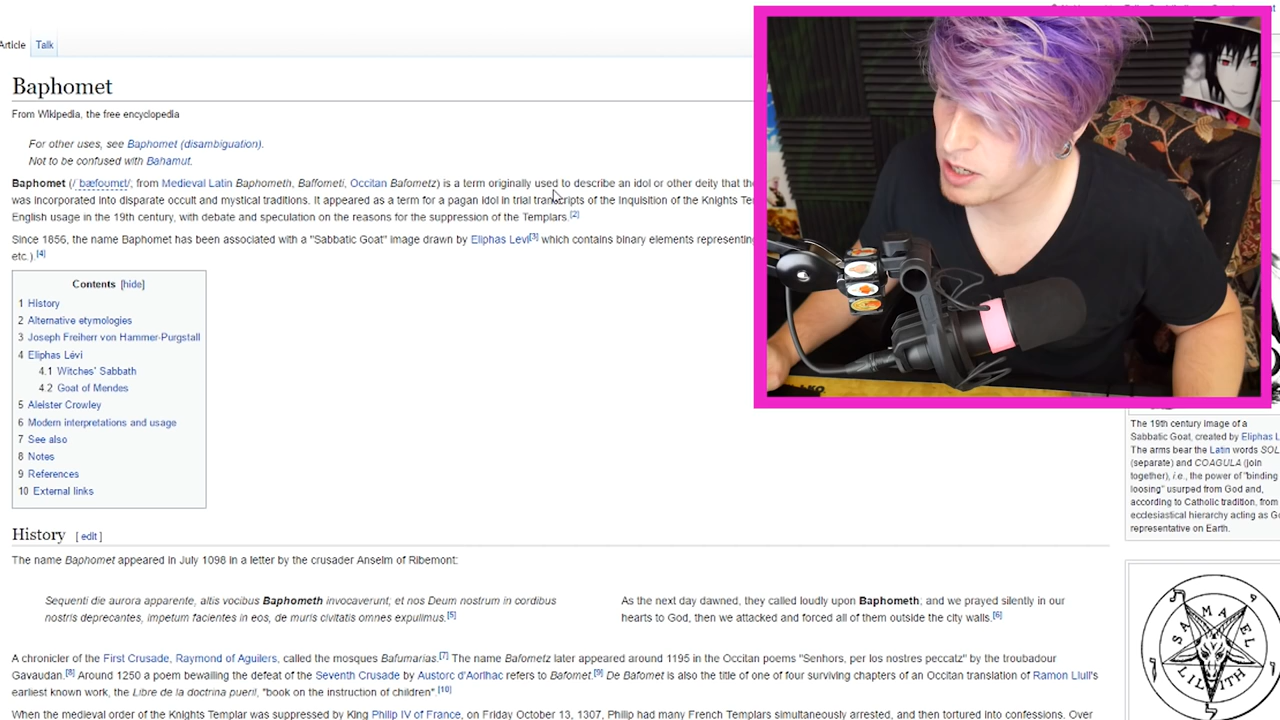 Article Talk
Baphomet
From Wikipedia, the free encyclopedia
For other uses, see Baphomet (disambiguation).
Not to be confused with Bahamut.
Baphomet (/ˈbæfoʊmɛt/; from Medieval Latin Baphometh, Baffometi, Occitan Bafometz) is a term originally used to describe an idol or other deity that the
was incorporated into disparate occult and mystical traditions. It appeared as a term for a pagan idol in trial transcripts of the Inquisition of the Knights Te
English usage in the 19th century, with debate and speculation on the reasons for the suppression of the Templars.[2]
Since 1856, the name Baphomet has been associated with a "Sabbatic Goat" image drawn by Eliphas Levi[3] which contains binary elements representing
etc.).[4]
Contents [hide]
1 History
2 Alternative etymologies
3 Joseph Freiherr von Hammer-Purgstall
4 Eliphas Lévi
4.1 Witches' Sabbath
4.2 Goat of Mendes
5 Aleister Crowley
6 Modern interpretations and usage
7 See also
8 Notes
9 References
10 External links
The 19th century image of a
Sabbatic Goat, created by Eliphas L
The arms bear the Latin words SOL
(separate) and COAGULA (join
together), i.e., the power of "binding
loosing" usurped from God and,
according to Catholic tradition, from
ecclesiastical hierarchy acting as Go
representative on Earth.
History [ edit ]
The name Baphomet appeared in July 1098 in a letter by the crusader Anselm of Ribemont:
Sequenti die aurora apparente, altis vocibus Baphometh invocaverunt; et nos Deum nostrum in cordibus
nostris deprecantes, impetum facientes in eos, de muris civitatis omnes expulimus.[5]
As the next day dawned, they called loudly upon Baphometh; and we prayed silently in our
hearts to God, then we attacked and forced all of them outside the city walls.[6]
A chronicler of the First Crusade, Raymond of Aguilers, called the mosques Bafumarias.[7] The name Bafometz later appeared around 1195 in the Occitan poems "Senhors, per los nostres peccatz" by the troubadour
Gavaudan.[8] Around 1250 a poem bewailing the defeat of the Seventh Crusade by Austorc d'Aorlhac refers to Bafomet.[9] De Bafomet is also the title of one of four surviving chapters of an Occitan translation of Ramon Llull's
earliest known work, the Libre de la doctrina pueril, "book on the instruction of children".[10]
When the medieval order of the Knights Templar was suppressed by King Philip IV of France, on Friday October 13, 1307, Philip had many French Templars simultaneously arrested, and then tortured into confessions. Over
SAMAEL
LILITH